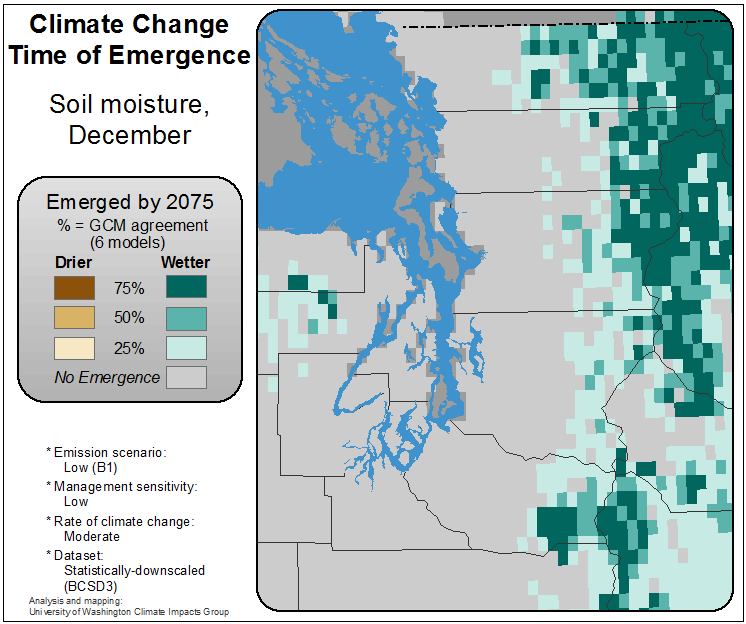 Climate Change
Time of Emergence
Soil moisture,
December
Emerged by 2075
% = GCM agreement
(6 models)
Drier Wetter
75%
50%
25%
No Emergence
* Emission scenario:
Low (B1)
* Management sensitivity:
Low
* Rate of climate change:
Moderate
* Dataset:
Statistically-downscaled
(BCSD3)
Analysis and mapping:
University of Washington Climate Impacts Group